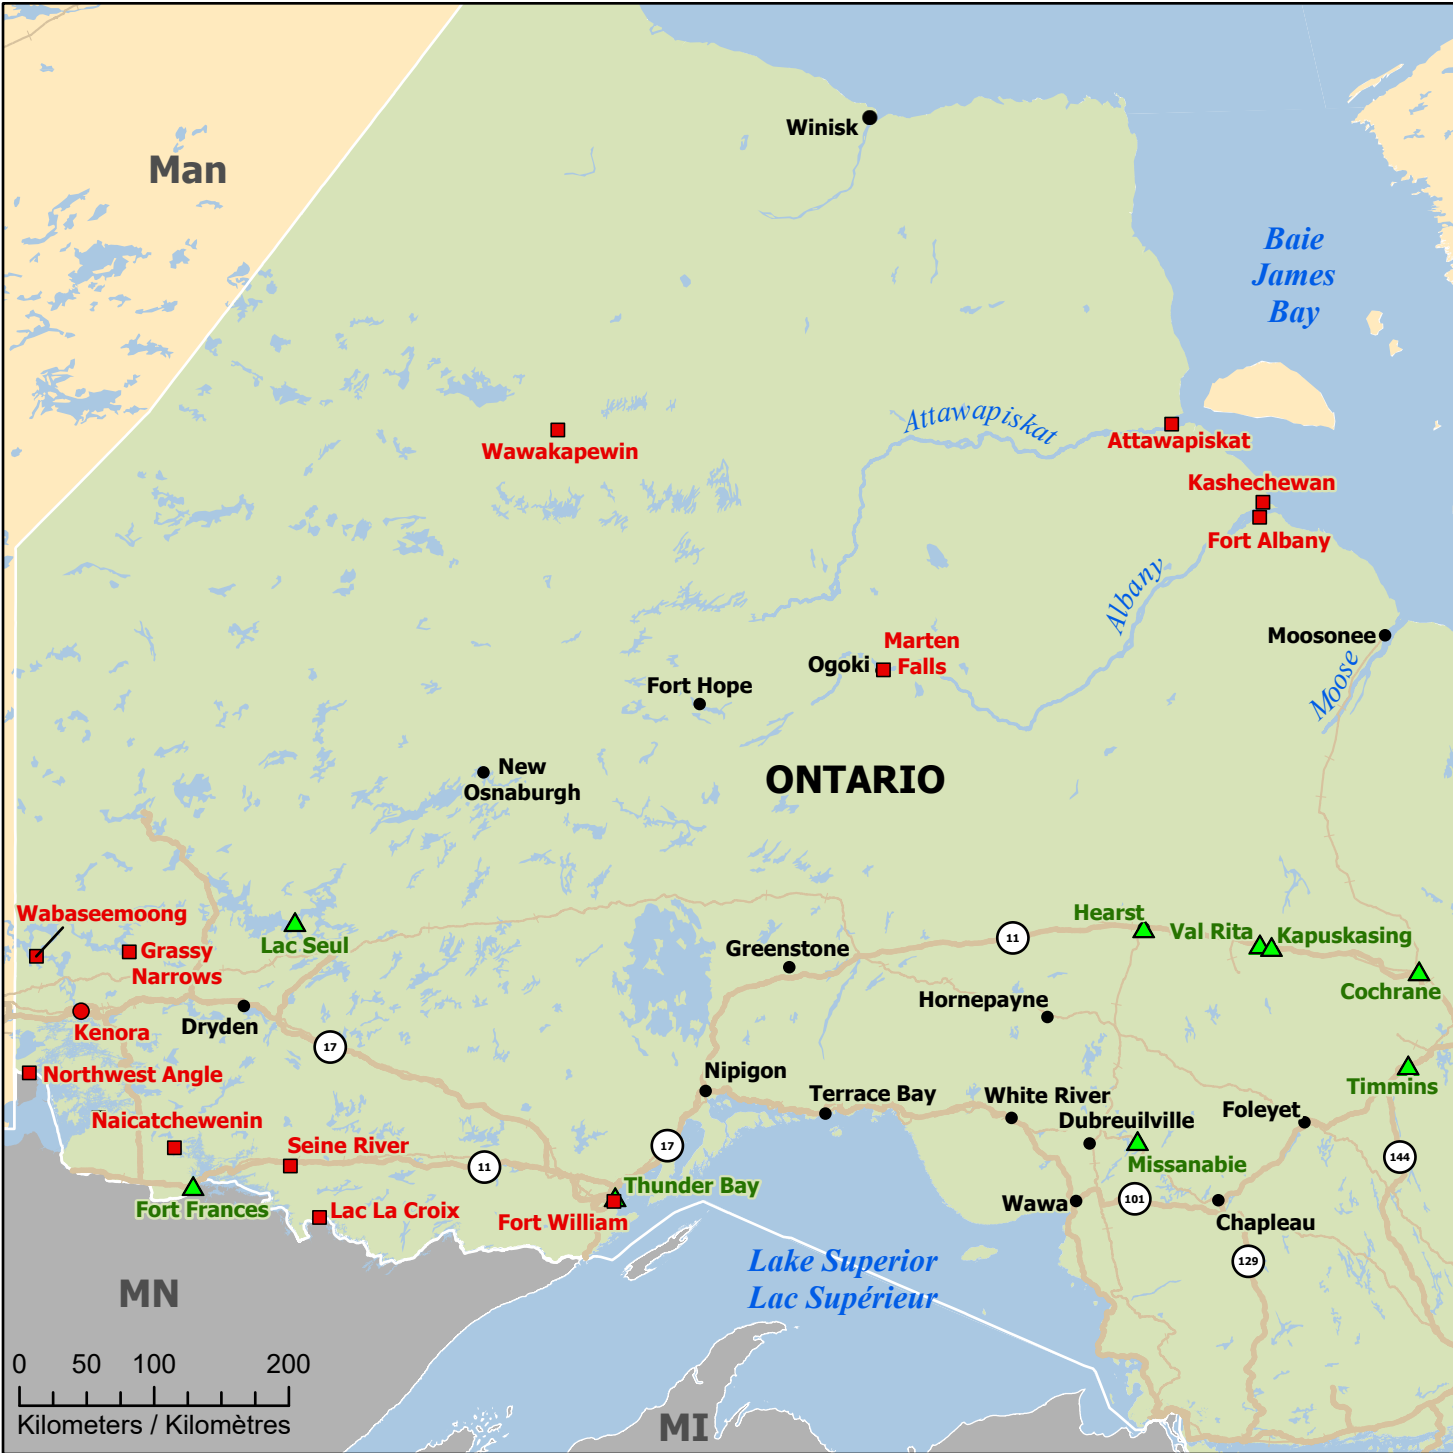 Winisk
Man
Baie
James
Bay
Attawapiskat
Attawapiskat
Wawakapewin
Kashechewan
Fort Albany
Albany
Moosonee
Marten
Falls
Ogoki
Moose
Fort Hope
New
Osnaburgh
ONTARIO
Wabaseemoong
Lac Seul
Grassy
Narrows
Hearst
Val Rita
Kapuskasing
11
Greenstone
Cochrane
Hornepayne
Kenora
Dryden
17
Northwest Angle
Nipigon
Timmins
Terrace Bay
White River
Foleyet
Dubreuilville
Naicatchewenin
Seine River
17
11
144
Missanabie
Thunder Bay
Fort Frances
Lac La Croix
Fort William
Wawa
101
Chapleau
129
Lake Superior
Lac Supérieur
MN
0 50 100 200
Kilometers / Kilomètres
MI